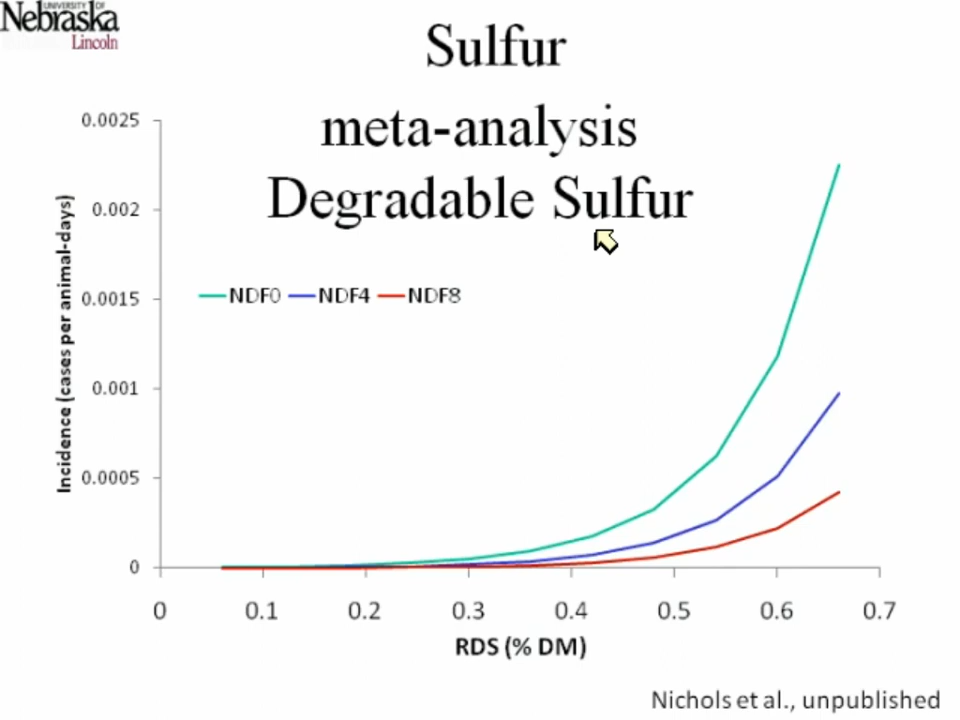 UNIVERSITY OF
Nebraska
Lincoln
Sulfur
meta-analysis
Degradable Sulfur
0.0025
0.002
0.0015
0.001
0.0005
0
Incidence (cases per animal-days)
NDF0 NDF4 NDF8
0 0.1 0.2 0.3 0.4 0.5 0.6 0.7
RDS (% DM)
Nichols et al., unpublished